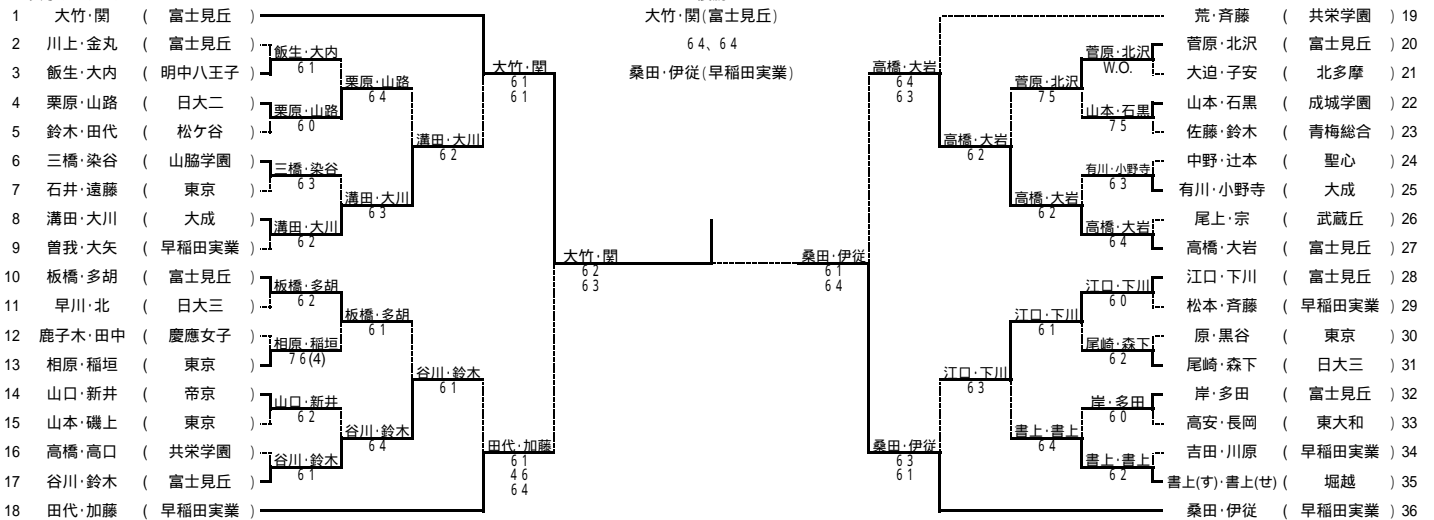 大竹・関(富士見丘)
６４、６４
桑田・伊従(早稲田実業)
1 大竹・関 ( 富士見丘 )
2 川上・金丸 ( 富士見丘 )
3 飯生・大内 ( 明中八王子 )
4 栗原・山路 ( 日大二 )
5 鈴木・田代 ( 松ケ谷 )
6 三橋・染谷 ( 山脇学園 )
7 石井・遠藤 ( 東京 )
8 溝田・大川 ( 大成 )
9 曽我・大矢 ( 早稲田実業 )
10 板橋・多胡 ( 富士見丘 )
11 早川・北 ( 日大三 )
12 鹿子木・田中 ( 慶應女子 )
13 相原・稲垣 ( 東京 )
14 山口・新井 ( 帝京 )
15 山本・磯上 ( 東京 )
16 高橋・高口 ( 共栄学園 )
17 谷川・鈴木 ( 富士見丘 )
18 田代・加藤 ( 早稲田実業 )
飯生・大内
６１
栗原・山路
６０
三橋・染谷
６３
溝田・大川
６２
板橋・多胡
６２
相原・稲垣
７６(4)
山口・新井
６２
谷川・鈴木
６１
栗原・山路
６４
溝田・大川
６３
板橋・多胡
６１
谷川・鈴木
６４
溝田・大川
６２
谷川・鈴木
６１
大竹・関
６１
６１
田代・加藤
６１
４６
６４
大竹・関
６２
６３
桑田・伊従
６１
６４
高橋・大岩
６４
６３
桑田・伊従
６３
６１
高橋・大岩
６２
江口・下川
６３
菅原・北沢
７５
高橋・大岩
６２
江口・下川
６１
書上・書上
６４
菅原・北沢
W.O.
山本・石黒
７５
有川・小野寺
６３
高橋・大岩
６４
江口・下川
６０
尾崎・森下
６２
岸・多田
６０
書上・書上
６２
荒・斉藤 ( 共栄学園 ) 19
菅原・北沢 ( 富士見丘 ) 20
大迫・子安 ( 北多摩 ) 21
山本・石黒 ( 成城学園 ) 22
佐藤・鈴木 ( 青梅総合 ) 23
中野・辻本 ( 聖心 ) 24
有川・小野寺 ( 大成 ) 25
尾上・宗 ( 武蔵丘 ) 26
高橋・大岩 ( 富士見丘 ) 27
江口・下川 ( 富士見丘 ) 28
松本・斉藤 ( 早稲田実業 ) 29
原・黒谷 ( 東京 ) 30
尾崎・森下 ( 日大三 ) 31
岸・多田 ( 富士見丘 ) 32
高安・長岡 ( 東大和 ) 33
吉田・川原 ( 早稲田実業 ) 34
書上(す)・書上(せ) ( 堀越 ) 35
桑田・伊従 ( 早稲田実業 ) 36